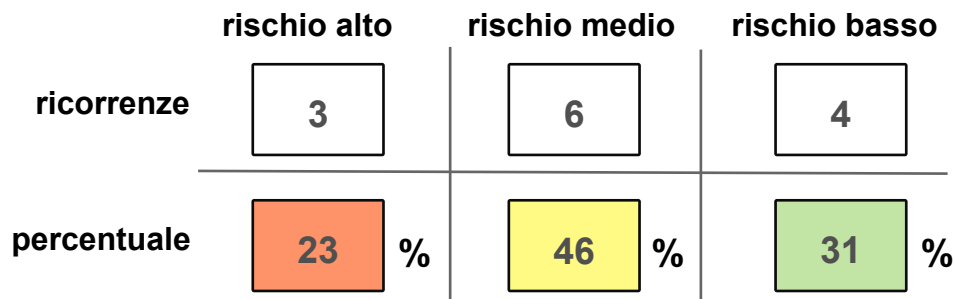 rischio alto rischio medio rischio basso
ricorrenze 3 6 4
percentuale 23 % 46 % 31 %